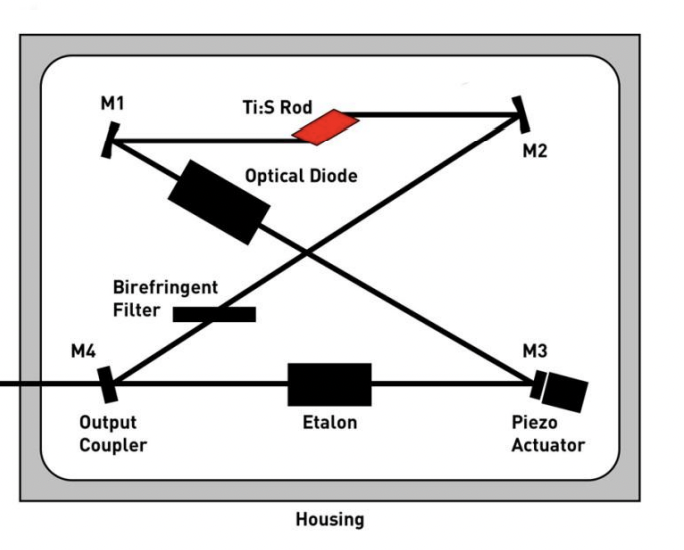 M1
Ti:S Rod
M2
Optical Diode
Birefringent
Filter
M4
M3
Output
Coupler
Etalon
Piezo
Actuator
Housing